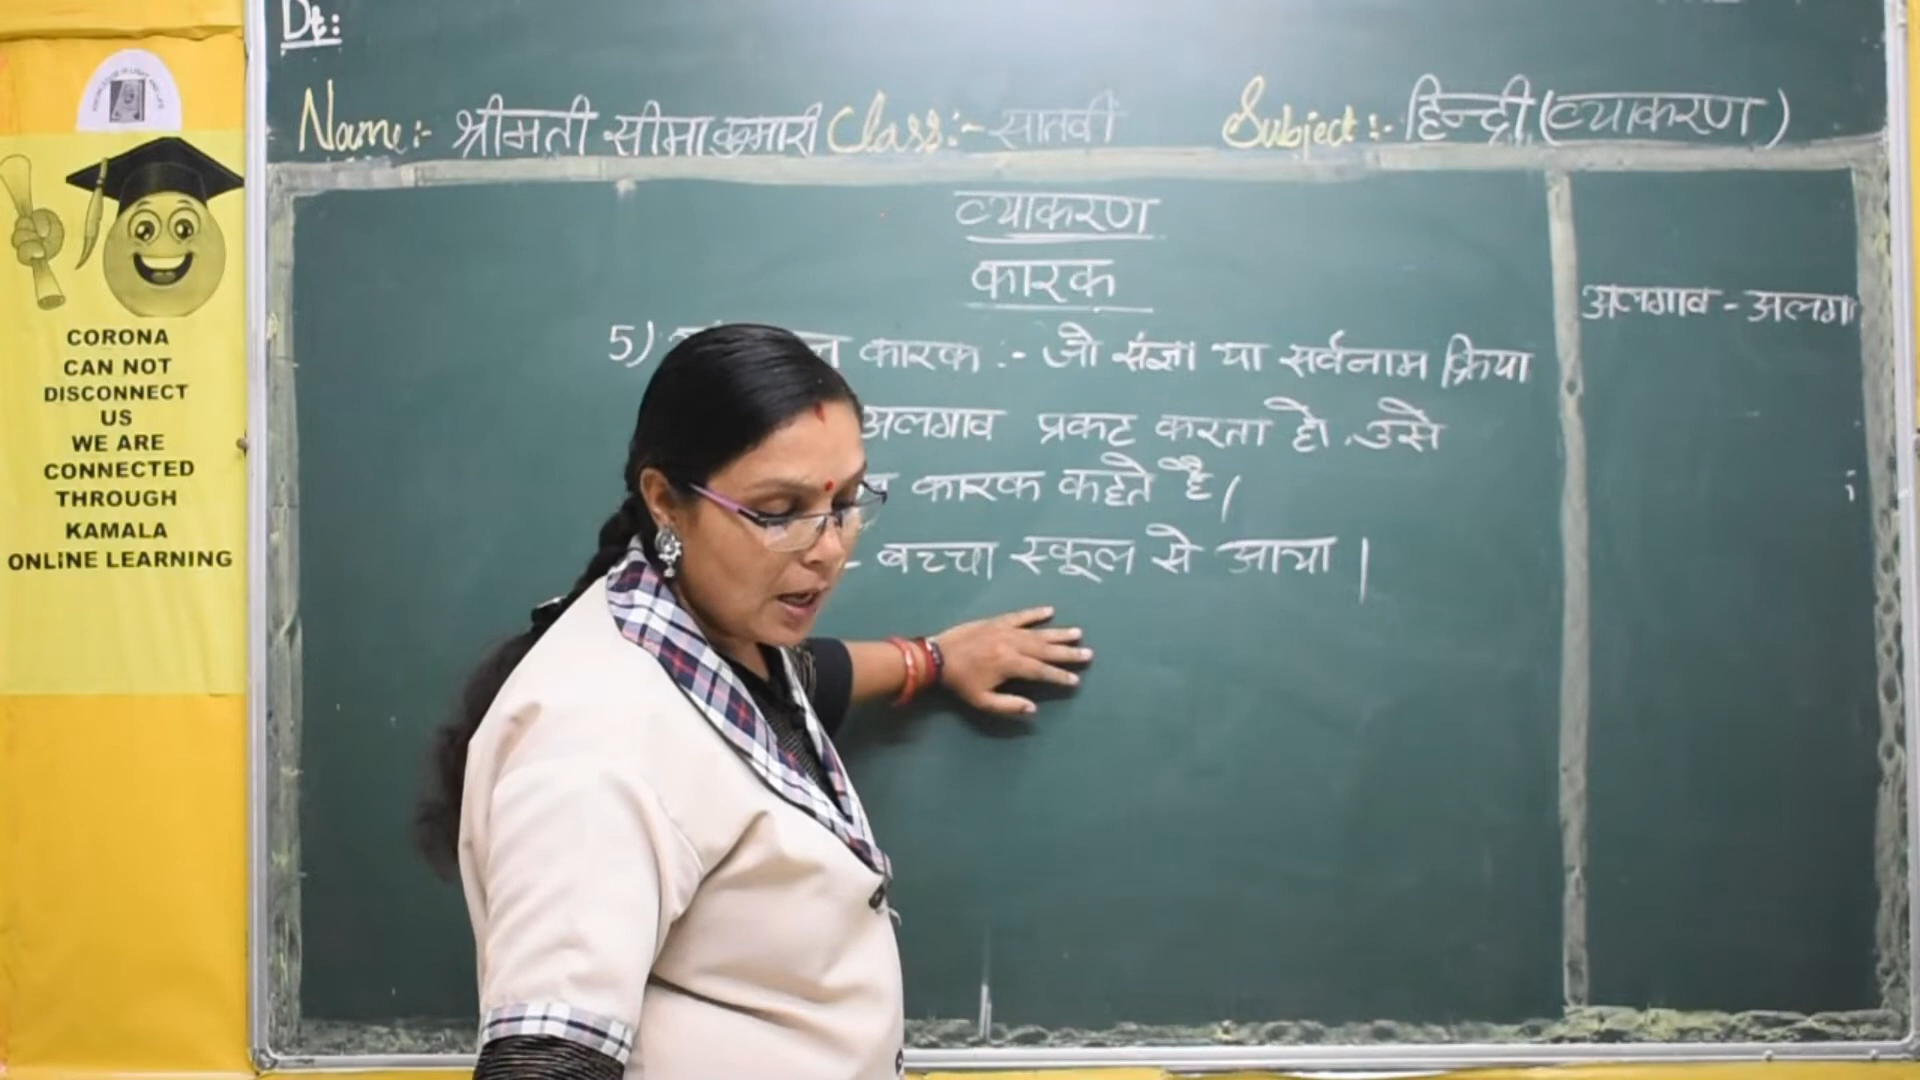 Dt:
Name:- श्रीमती सीमा कुमारी Class:- सातवीं Subject:- हिन्दी (व्याकरण)
व्याकरण
कारक
5) कारक :- जो संज्ञा या सर्वनाम क्रिया
अलगाव प्रकट करता हो, उसे
कारक कहते हैं।
- बच्चा स्कूल से आया।
अलगाव - अलग
CORONA
CAN NOT
DISCONNECT
US
WE ARE
CONNECTED
THROUGH
KAMALA
ONLINE LEARNING